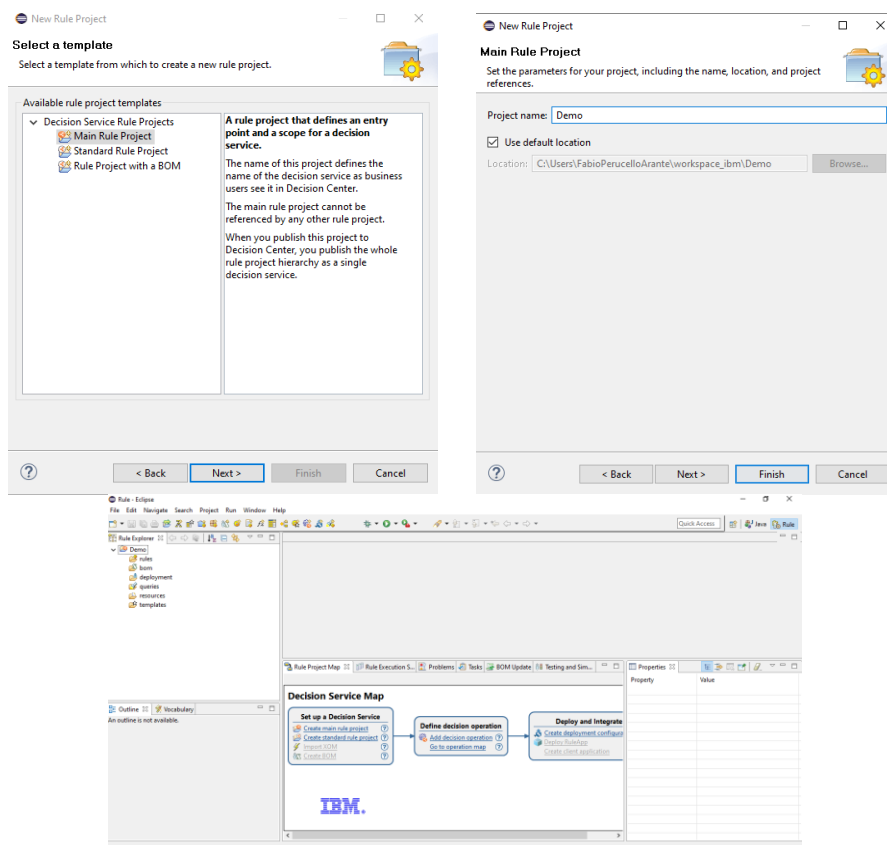 New Rule Project
Select a template
Select a template from which to create a new rule project.
Available rule project templates
Decision Service Rule Projects
Main Rule Project
Standard Rule Project
Rule Project with a BOM
A rule project that defines an entry
point and a scope for a decision
service.
The name of this project defines the
name of the decision service as business
users see it in Decision Center.
The main rule project cannot be
referenced by any other rule project.
When you publish this project to
Decision Center, you publish the whole
rule project hierarchy as a single
decision service.
< Back Next > Finish Cancel
New Rule Project
Main Rule Project
Set the parameters for your project, including the name, location, and project
references.
Project name: Demo
Use default location
Location: C:\Users\FabioPerucelloArante\workspace_ibm\Demo Browse...
< Back Next > Finish Cancel
Rule - Eclipse
File Edit Navigate Search Project Run Window Help
Quick Access Java Rule
Rule Explorer
Demo
rules
bom
deployment
queries
resources
templates
Rule Project Map Rule Execution S... Problems Tasks BOM Update Testing and Sim...
Decision Service Map
Set up a Decision Service
Create main rule project
Create standard rule project
Import XOM
Create BOM
Define decision operation
Add decision operation
Go to operation map
Deploy and Integrate
Create deployment configura
Deploy RuleApp
Create client application
IBM.
Properties
Property Value
Outline Vocabulary
An outline is not available.